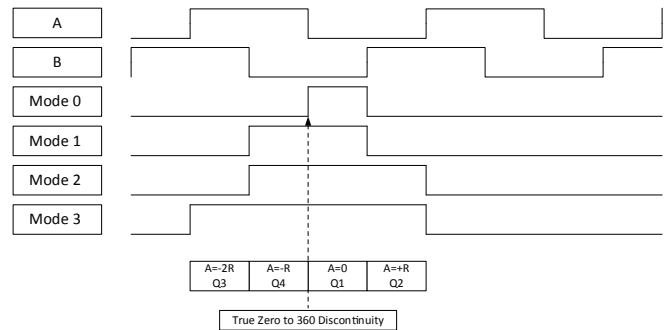 A
B
Mode 0
Mode 1
Mode 2
Mode 3
A=-2R A=-R A=0 A=+R
Q3 Q4 Q1 Q2
True Zero to 360 Discontinuity